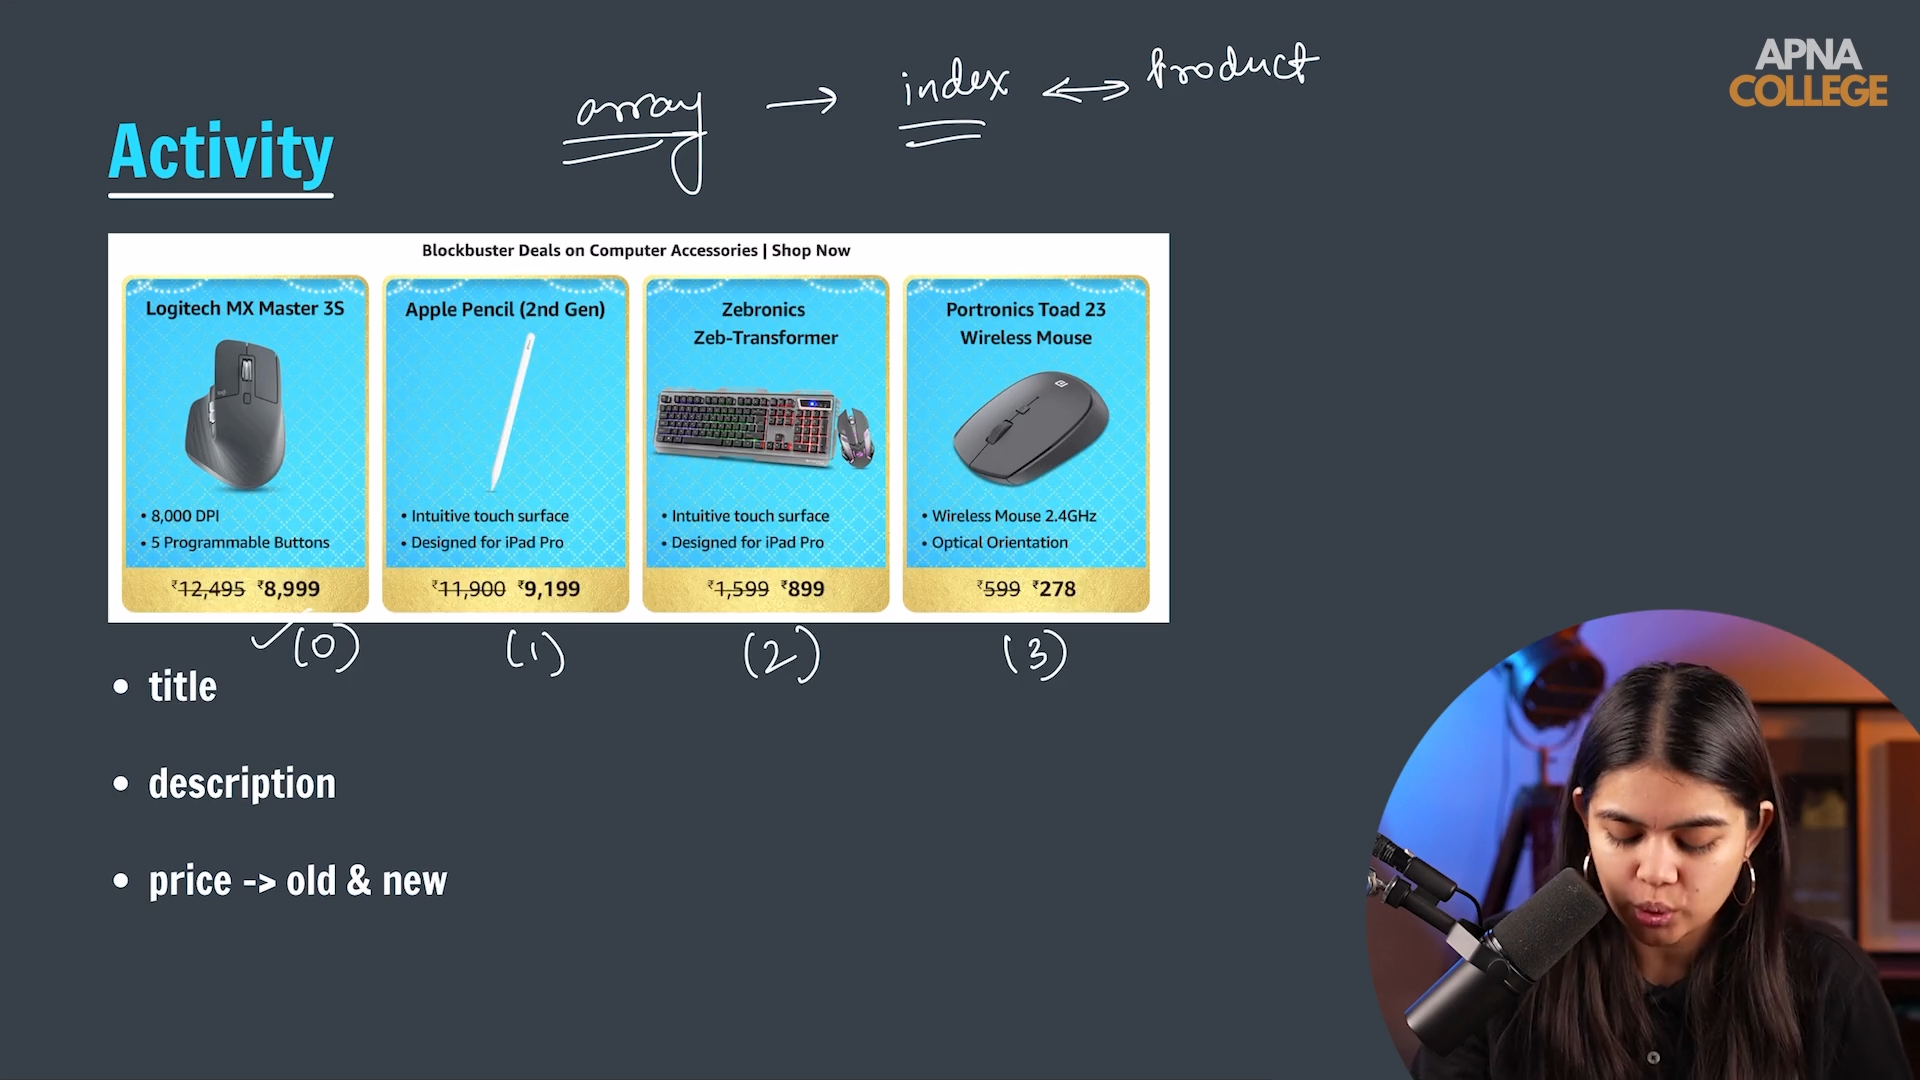 array → index ↔ Product
APNA
COLLEGE
Activity
Blockbuster Deals on Computer Accessories | Shop Now
Logitech MX Master 3S
• 8,000 DPI
• 5 Programmable Buttons
₹12,495 ₹8,999
Apple Pencil (2nd Gen)
• Intuitive touch surface
• Designed for iPad Pro
₹11,900 ₹9,199
Zebronics
Zeb-Transformer
• Intuitive touch surface
• Designed for iPad Pro
₹1,599 ₹899
Portronics Toad 23
Wireless Mouse
• Wireless Mouse 2.4GHz
• Optical Orientation
₹599 ₹278
✓(0) (1) (2) (3)
• title
• description
• price -> old & new